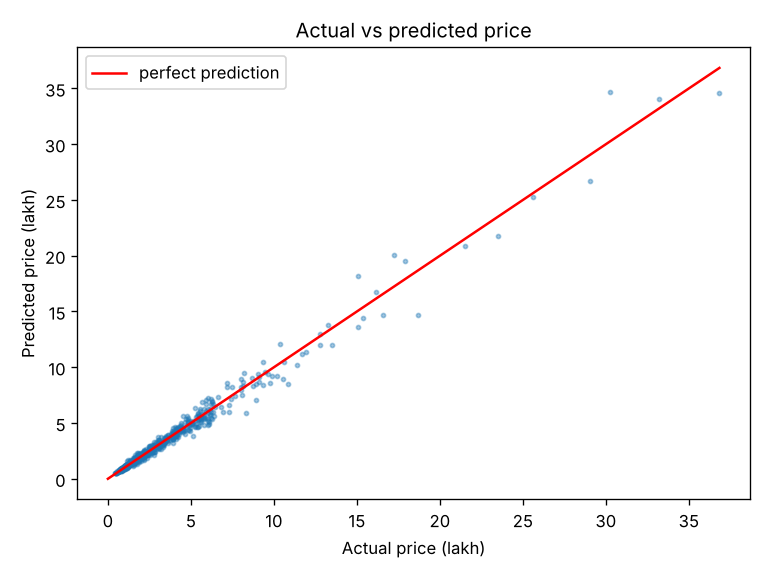 Actual vs predicted price
perfect prediction
35
30
25
20
15
10
5
0
Predicted price (lakh)
0 5 10 15 20 25 30 35
Actual price (lakh)